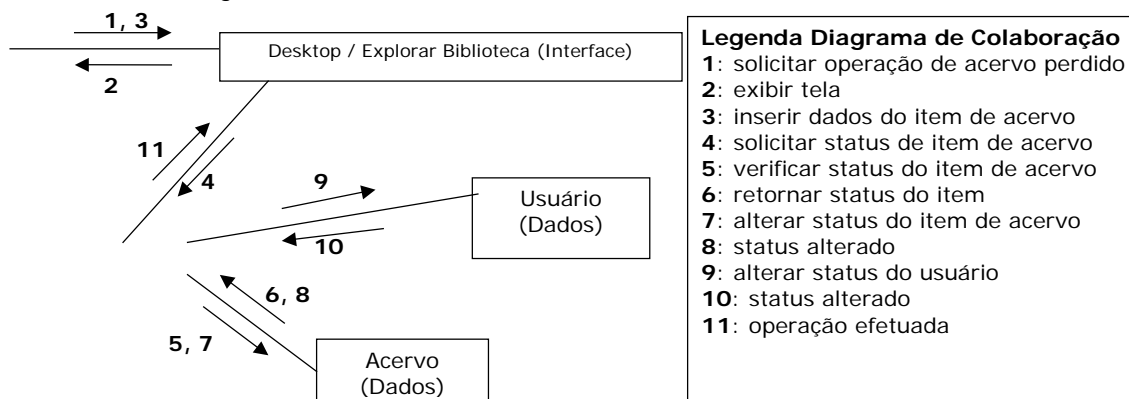 1, 3
2
Desktop / Explorar Biblioteca (Interface)
11
4
9
10
Usuário
(Dados)
6, 8
5, 7
Acervo
(Dados)
Legenda Diagrama de Colaboração
1: solicitar operação de acervo perdido
2: exibir tela
3: inserir dados do item de acervo
4: solicitar status de item de acervo
5: verificar status do item de acervo
6: retornar status do item
7: alterar status do item de acervo
8: status alterado
9: alterar status do usuário
10: status alterado
11: operação efetuada